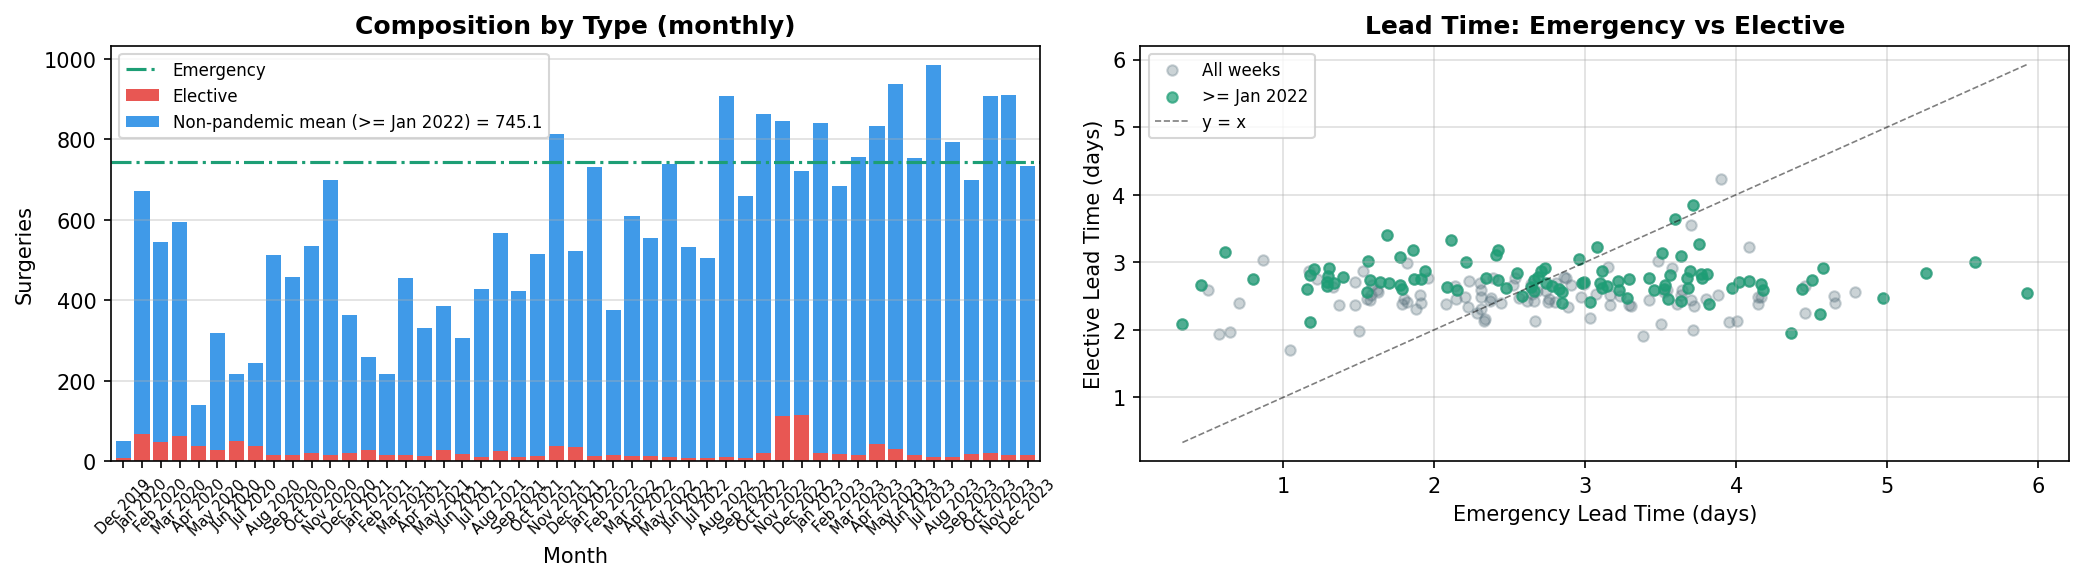 Composition by Type (monthly)
Emergency
Elective
Non-pandemic mean (>= Jan 2022) = 745.1
Surgeries
1000
800
600
400
200
0
Dec 2019
Jan 2020
Feb 2020
Mar 2020
Apr 2020
May 2020
Jun 2020
Jul 2020
Aug 2020
Sep 2020
Oct 2020
Nov 2020
Dec 2020
Jan 2021
Feb 2021
Mar 2021
Apr 2021
May 2021
Jun 2021
Jul 2021
Aug 2021
Sep 2021
Oct 2021
Nov 2021
Dec 2021
Jan 2022
Feb 2022
Mar 2022
Apr 2022
May 2022
Jun 2022
Jul 2022
Aug 2022
Sep 2022
Oct 2022
Nov 2022
Dec 2022
Jan 2023
Feb 2023
Mar 2023
Apr 2023
May 2023
Jun 2023
Jul 2023
Aug 2023
Sep 2023
Oct 2023
Nov 2023
Dec 2023
Month
Lead Time: Emergency vs Elective
All weeks
>= Jan 2022
y = x
Elective Lead Time (days)
6
5
4
3
2
1
1 2 3 4 5 6
Emergency Lead Time (days)